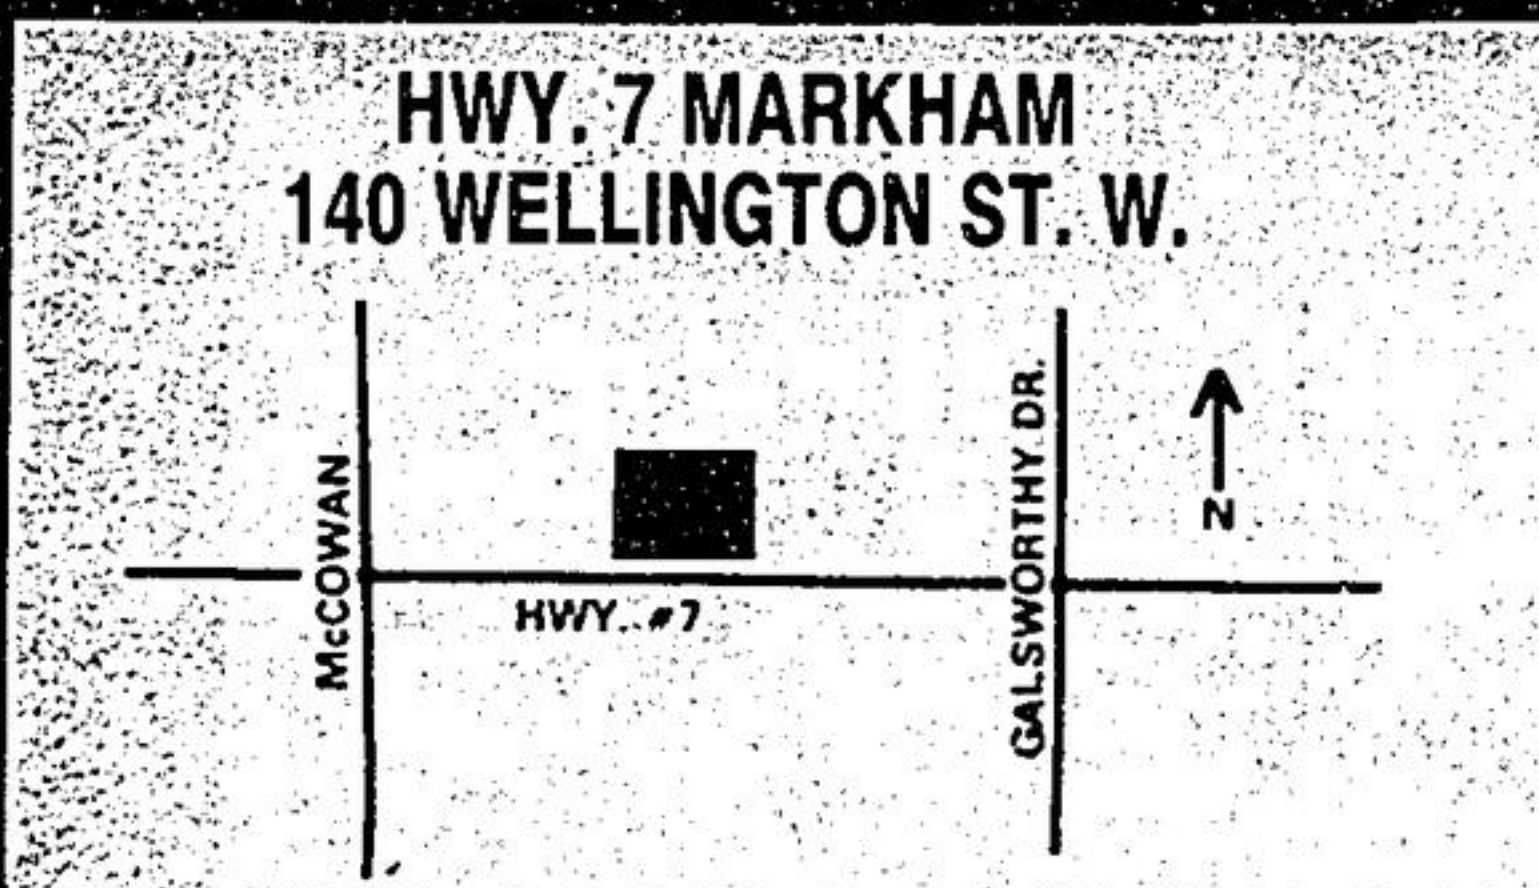 HWY. 7 MARKHAM
140 WELLINGTON ST. W.
McCOWAN
GALSWORTHY DR.
N
HWY. #7